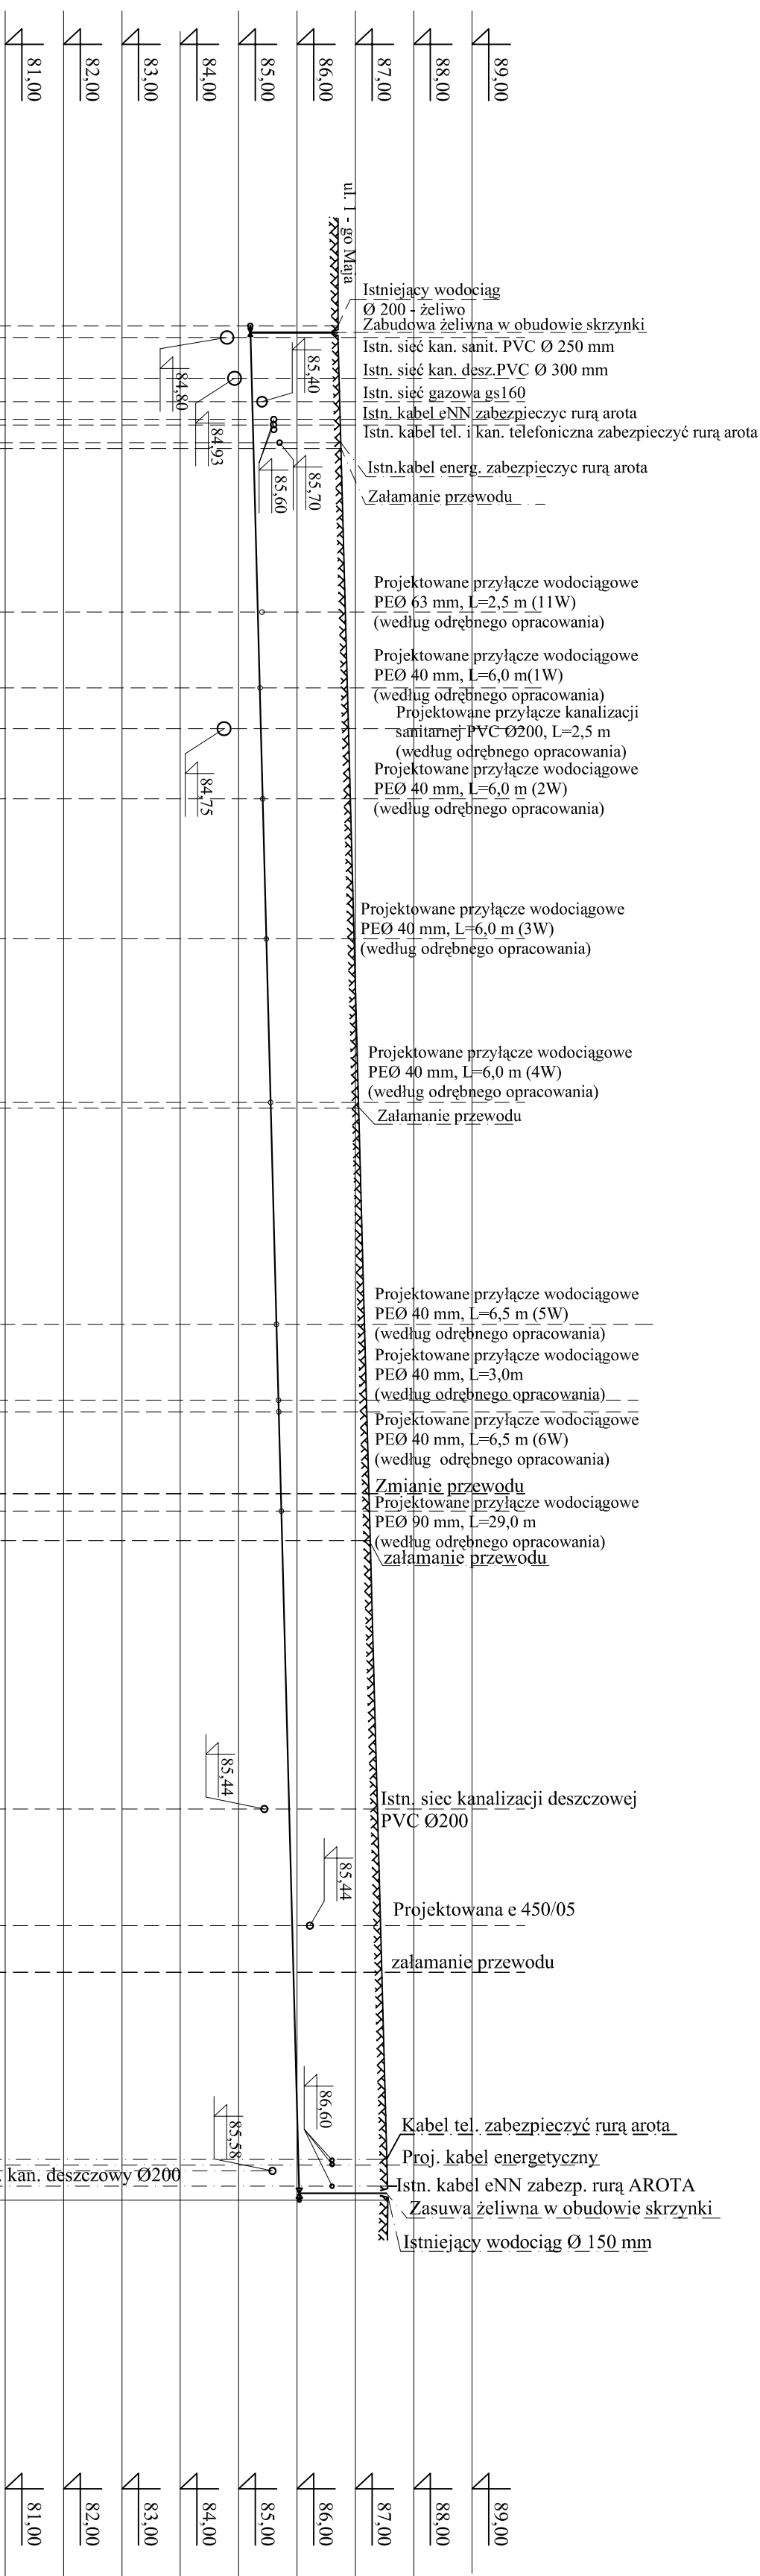 81,00
82,00
83,00
84,00
85,00
86,00
87,00
88,00
89,00
ul. 1 - go Maja
Istniejący wodociąg
Ø 200 - żeliwo
Zabudowa żeliwna w obudowie skrzynki
Istn. sieć kan. sanit. PVC Ø 250 mm
85,40
Istn. sieć kan. desz.PVC Ø 300 mm
84,80
Istn. sieć gazowa gs160
Istn. kabel eNN zabezpieczyc rurą arota
84,93
Istn. kabel tel. i kan. telefoniczna zabezpieczyć rurą arota
Istn.kabel energ. zabezpieczyc rurą arota
85,60
85,70
Załamanie przewodu
Projektowane przyłącze wodociągowe
PEØ 63 mm, L=2,5 m (11W)
(według odrębnego opracowania)
Projektowane przyłącze wodociągowe
PEØ 40 mm, L=6,0 m(1W)
(według odrębnego opracowania)
Projektowane przyłącze kanalizacji
sanitarnej PVC Ø200, L=2,5 m
(według odrębnego opracowania)
84,75
Projektowane przyłącze wodociągowe
PEØ 40 mm, L=6,0 m (2W)
(według odrębnego opracowania)
Projektowane przyłącze wodociągowe
PEØ 40 mm, L=6,0 m (3W)
(według odrębnego opracowania)
Projektowane przyłącze wodociągowe
PEØ 40 mm, L=6,0 m (4W)
(według odrębnego opracowania)
Załamanie przewodu
Projektowane przyłącze wodociągowe
PEØ 40 mm, L=6,5 m (5W)
(według odrębnego opracowania)
Projektowane przyłącze wodociągowe
PEØ 40 mm, L=3,0m
(według odrębnego opracowania)
Projektowane przyłącze wodociągowe
PEØ 40 mm, L=6,5 m (6W)
(według odrębnego opracowania)
Zmianie przewodu
Projektowane przyłącze wodociągowe
PEØ 90 mm, L=29,0 m
(według odrębnego opracowania)
załamanie przewodu
85,44
Istn. siec kanalizacji deszczowej
PVC Ø200
85,44
Projektowana e 450/05
załamanie przewodu
86,60
85,58
Kabel tel. zabezpieczyć rurą arota
Proj. kabel energetyczny
kan. deszczowy Ø200
Istn. kabel eNN zabezp. rurą AROTA
Zasuwa żeliwna w obudowie skrzynki
Istniejący wodociąg Ø 150 mm
81,00
82,00
83,00
84,00
85,00
86,00
87,00
88,00
89,00